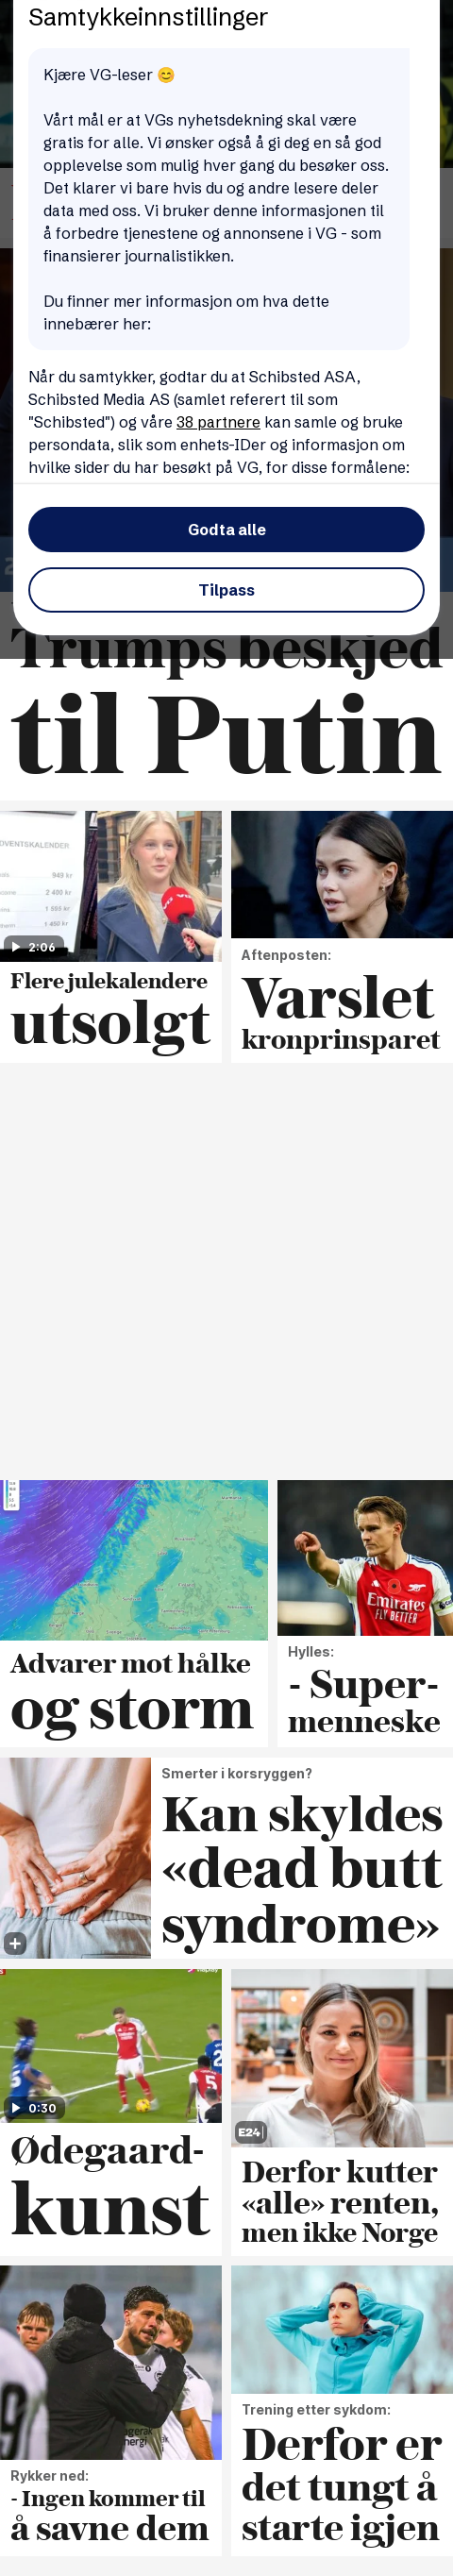 Samtykkeinnstillinger
Kjære VG-leser 😊
Vårt mål er at VGs nyhetsdekning skal være
gratis for alle. Vi ønsker også å gi deg en så god
opplevelse som mulig hver gang du besøker oss.
Det klarer vi bare hvis du og andre lesere deler
data med oss. Vi bruker denne informasjonen til
å forbedre tjenestene og annonsene i VG - som
finansierer journalistikken.
Du finner mer informasjon om hva dette
innebærer her:
Når du samtykker, godtar du at Schibsted ASA,
Schibsted Media AS (samlet referert til som
"Schibsted") og våre 38 partnere kan samle og bruke
persondata, slik som enhets-IDer og informasjon om
hvilke sider du har besøkt på VG, for disse formålene:
Godta alle
Tilpass
Trumps beskjed
til Putin
2:06
Flere julekalendere
utsolgt
Aftenposten:
Varslet
kronprinsparet
Advarer mot hålke
og storm
Hylles:
- Super-
menneske
Smerter i korsryggen?
Kan skyldes
«dead butt
syndrome»
0:30
Ødegaard-
kunst
E24
Derfor kutter
«alle» renten,
men ikke Norge
Rykker ned:
- Ingen kommer til
å savne dem
Trening etter sykdom:
Derfor er
det tungt å
starte igjen